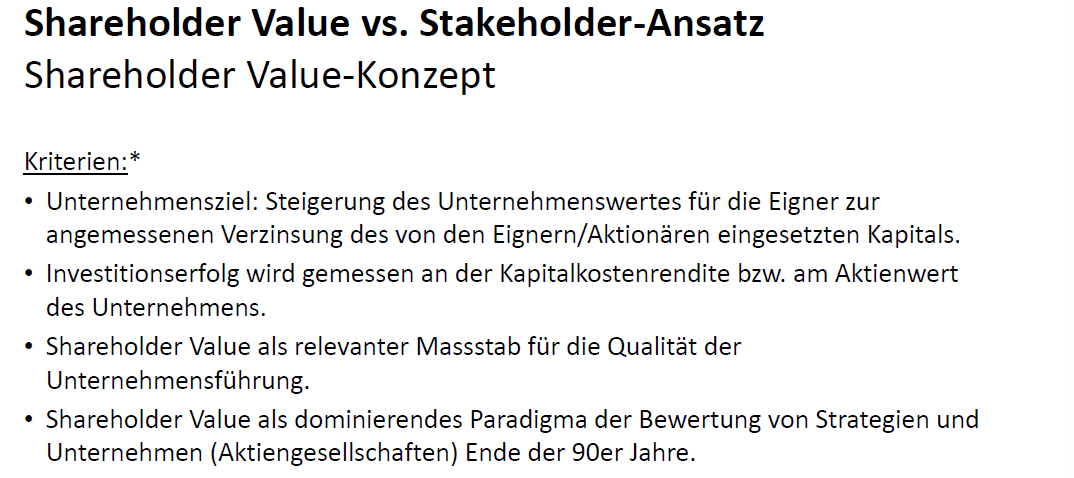 Shareholder Value vs. Stakeholder-Ansatz
Shareholder Value-Konzept
Kriterien:*
• Unternehmensziel: Steigerung des Unternehmenswertes für die Eigner zur
angemessenen Verzinsung des von den Eignern/Aktionären eingesetzten Kapitals.
• Investitionserfolg wird gemessen an der Kapitalkostenrendite bzw. am Aktienwert
des Unternehmens.
• Shareholder Value als relevanter Massstab für die Qualität der
Unternehmensführung.
• Shareholder Value als dominierendes Paradigma der Bewertung von Strategien und
Unternehmen (Aktiengesellschaften) Ende der 90er Jahre.